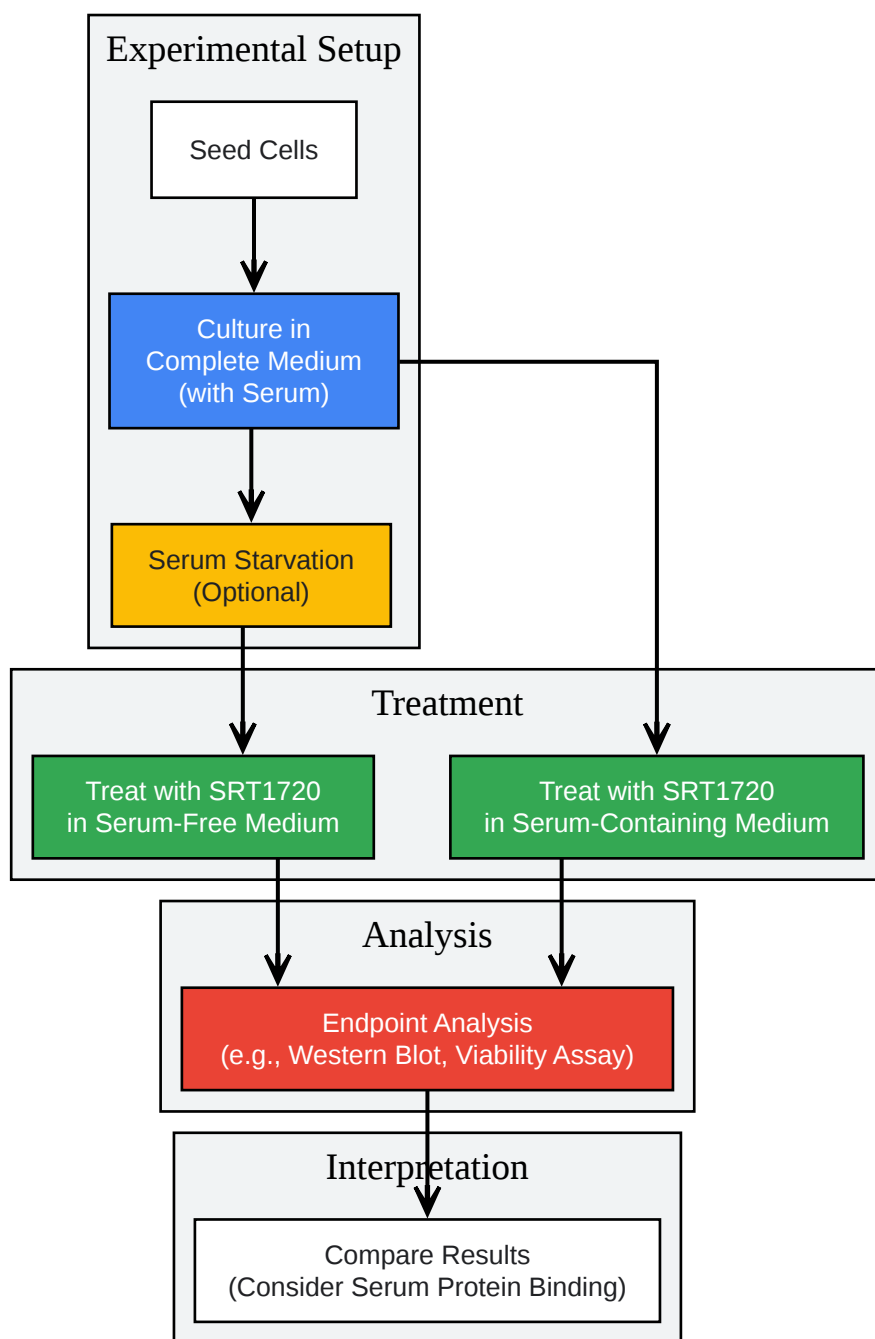 Experimental Setup
Seed Cells
Culture in
Complete Medium
(with Serum)
Serum Starvation
(Optional)
Treatment
Treat with SRT1720
in Serum-Free Medium
Treat with SRT1720
in Serum-Containing Medium
Analysis
Endpoint Analysis
(e.g., Western Blot, Viability Assay)
Interpretation
Compare Results
(Consider Serum Protein Binding)